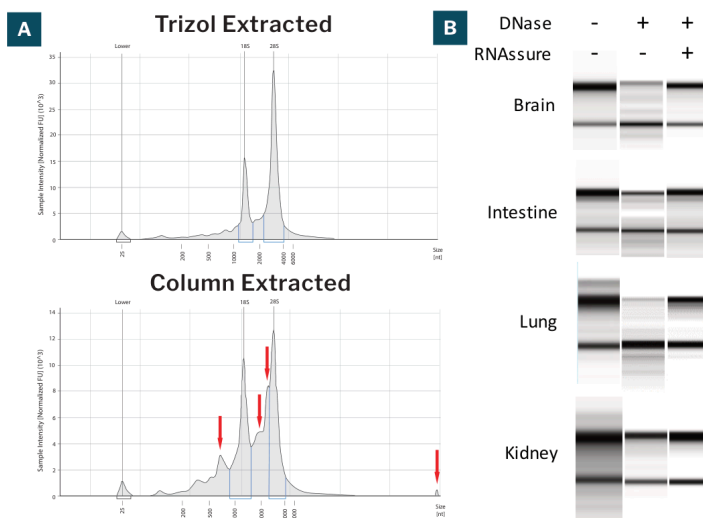 A
Trizol Extracted
Lower
18S
28S
Sample Intensity [Normalized FU] (10^3)
35
30
25
20
15
10
5
0
25
200
500
1000
2000
4000
6000
Size
[nt]
Column Extracted
Lower
18S
28S
Sample Intensity [Normalized FU] (10^3)
14
12
10
8
6
4
2
0
25
200
500
Size
[nt]
B
DNase - + +
RNAssure - - +
Brain
Intestine
Lung
Kidney